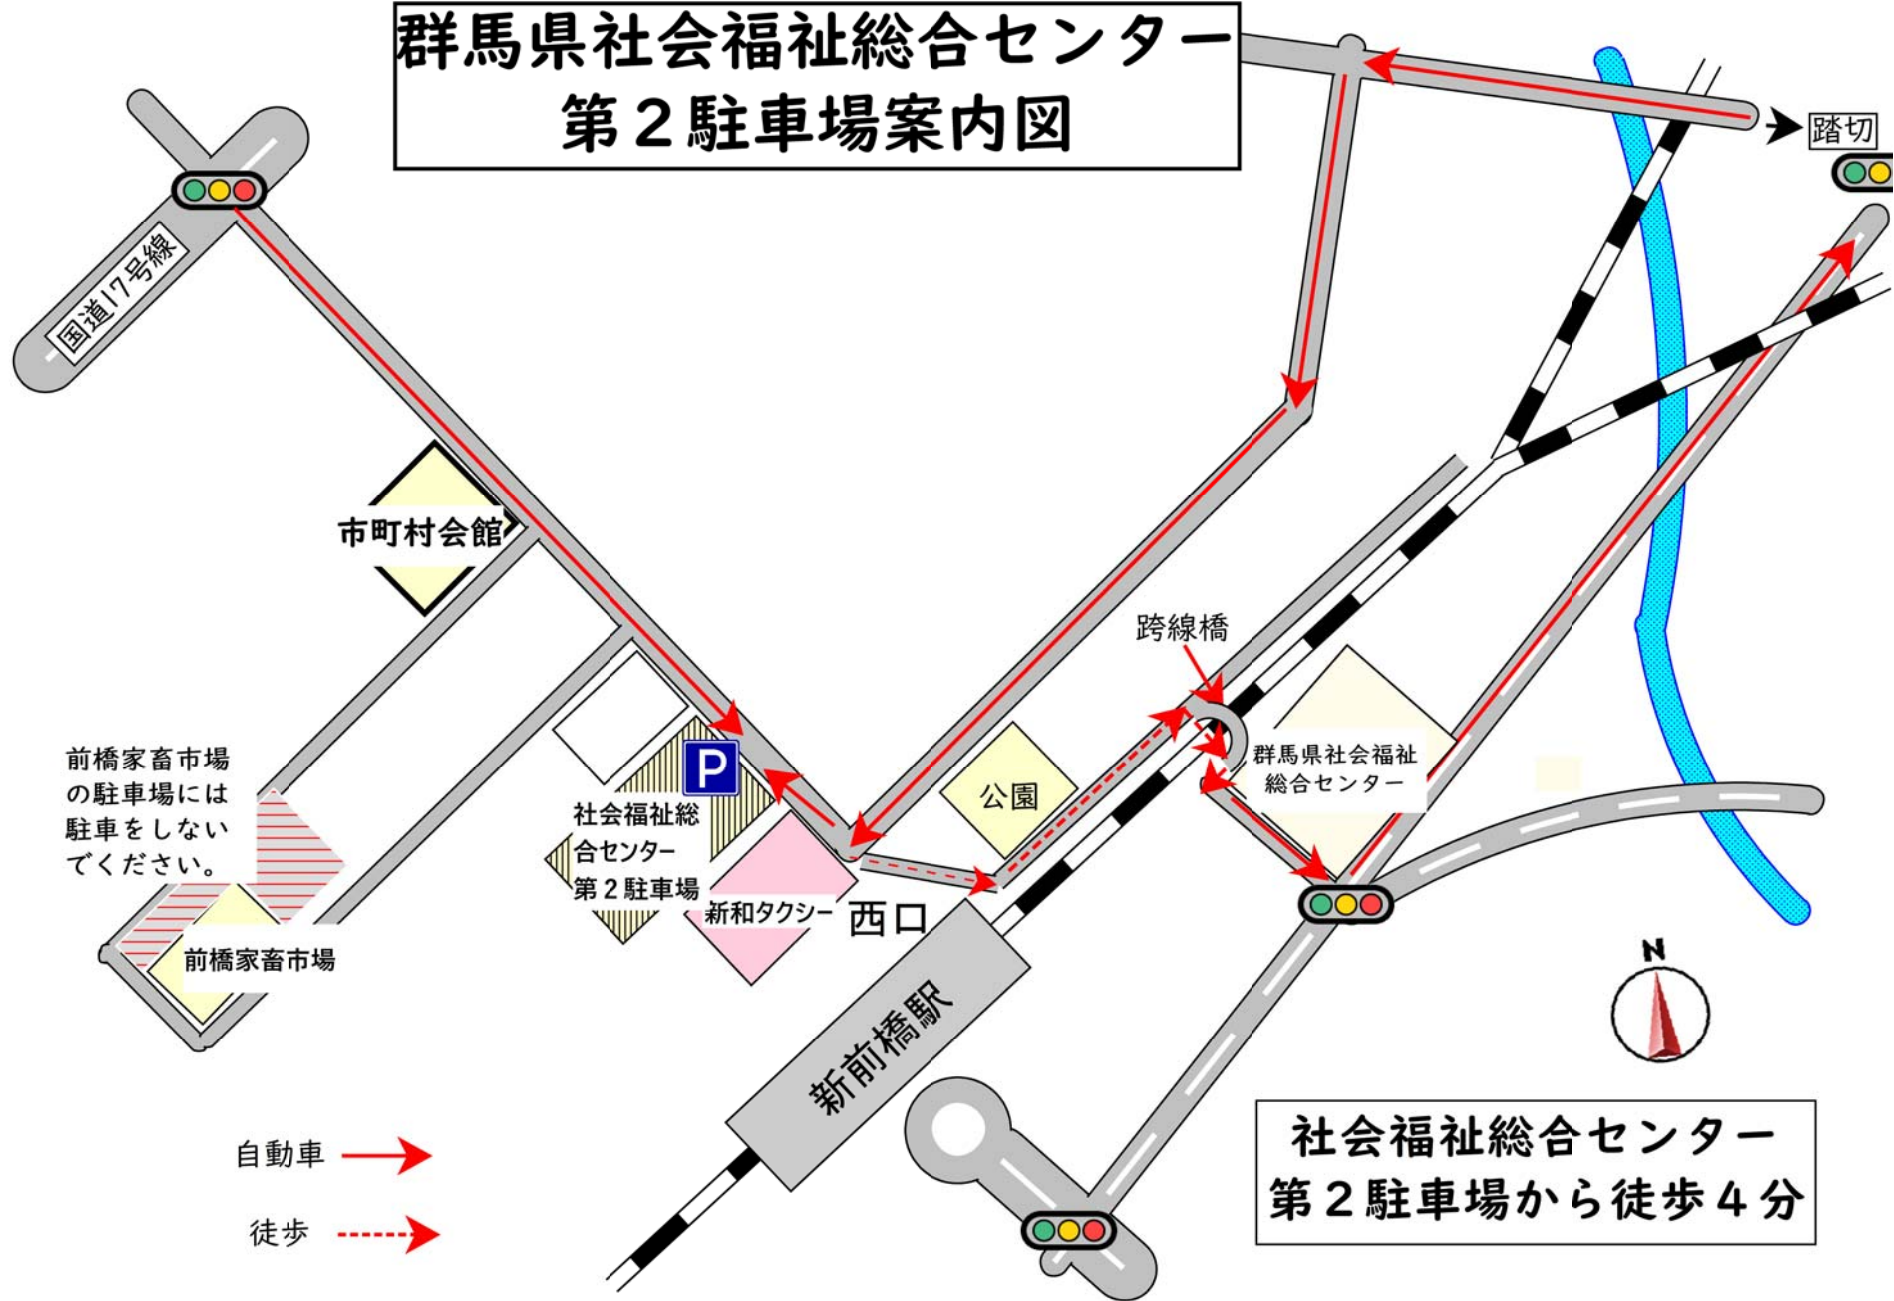 群馬県社会福祉総合センター
第2駐車場案内図
踏切
国道17号線
市町村会館
跨線橋
前橋家畜市場
の駐車場には
駐車をしない
でください。
P
社会福祉総
合センター
第2駐車場
公園
群馬県社会福祉
総合センター
新和タクシー
西口
前橋家畜市場
新前橋駅
N
自動車
徒歩
社会福祉総合センター
第2駐車場から徒歩4分